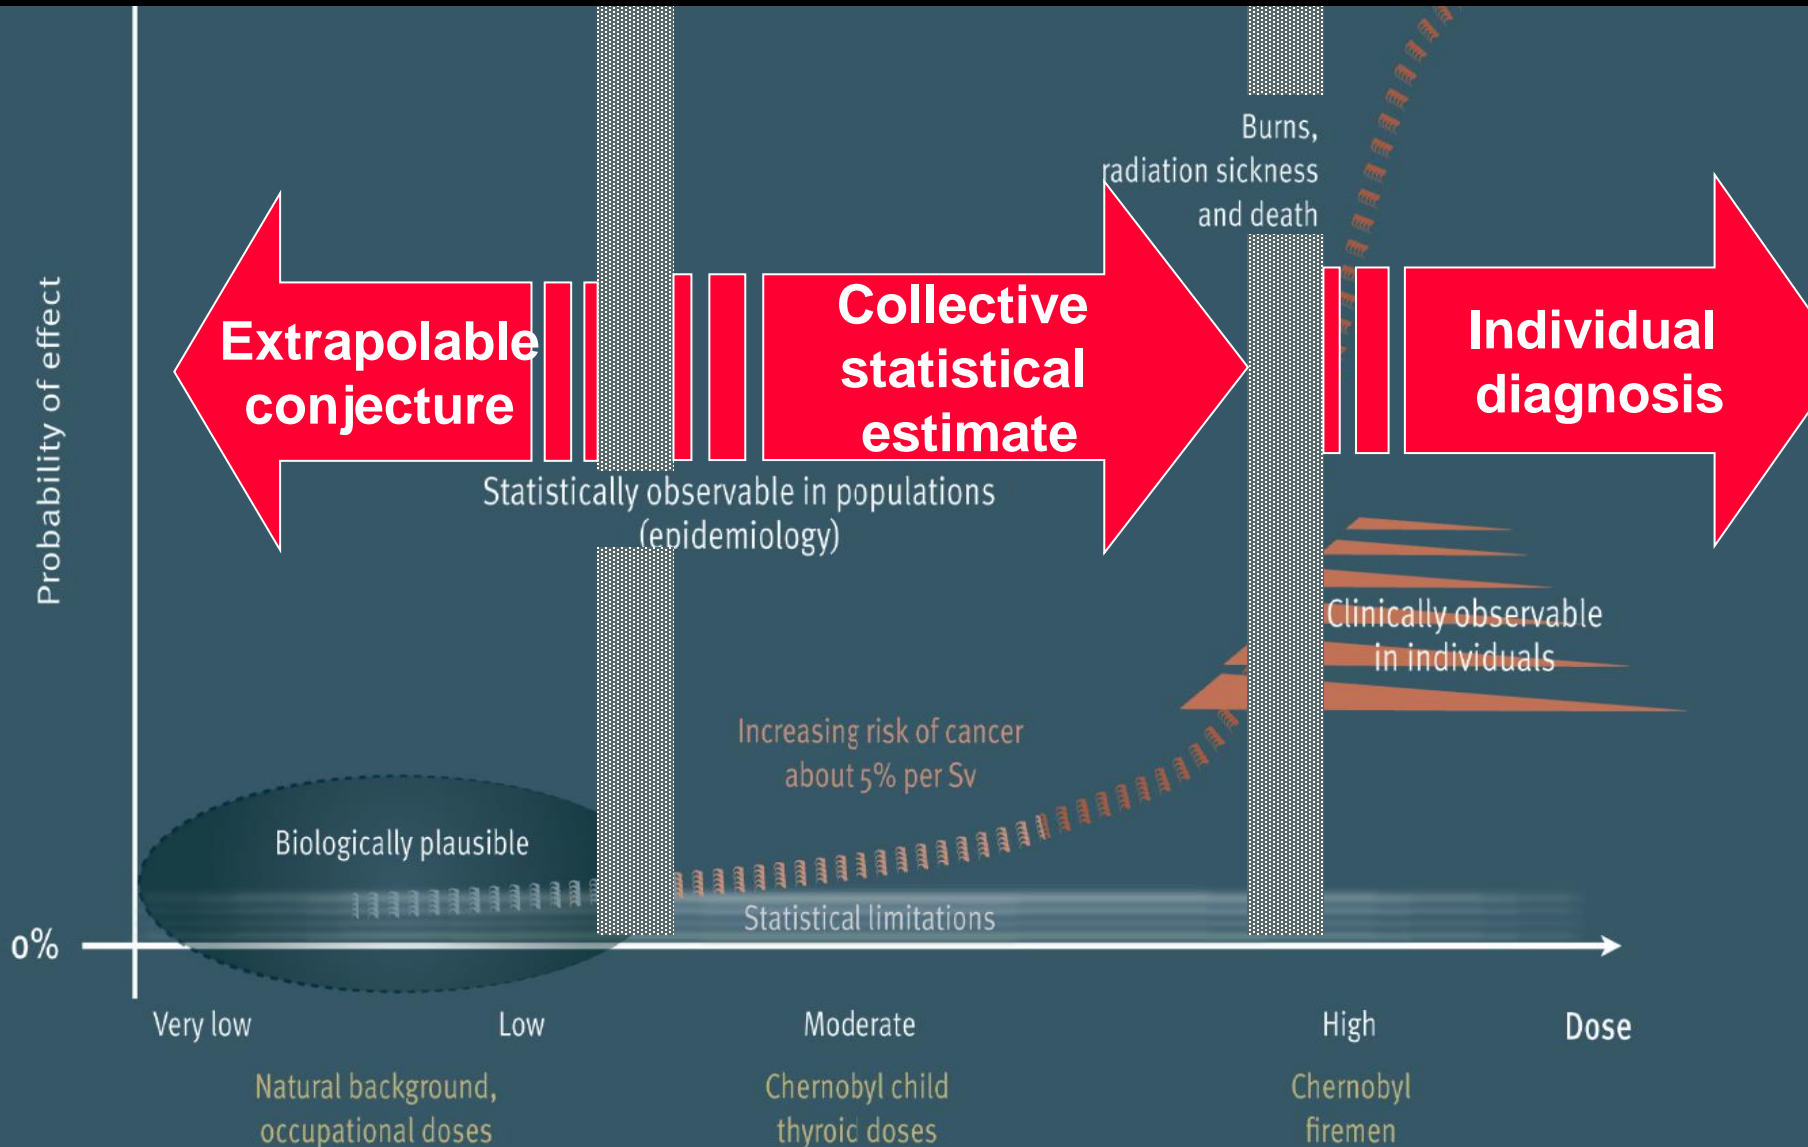 Burns,
radiation sickness
and death
Probability of effect
Extrapolable
conjecture
Collective
statistical
estimate
Individual
diagnosis
Statistically observable in populations
(epidemiology)
Clinically observable
in individuals
Increasing risk of cancer
about 5% per Sv
Biologically plausible
Statistical limitations
0%
Very low
Low
Moderate
High
Dose
Natural background,
occupational doses
Chernobyl child
thyroid doses
Chernobyl
firemen